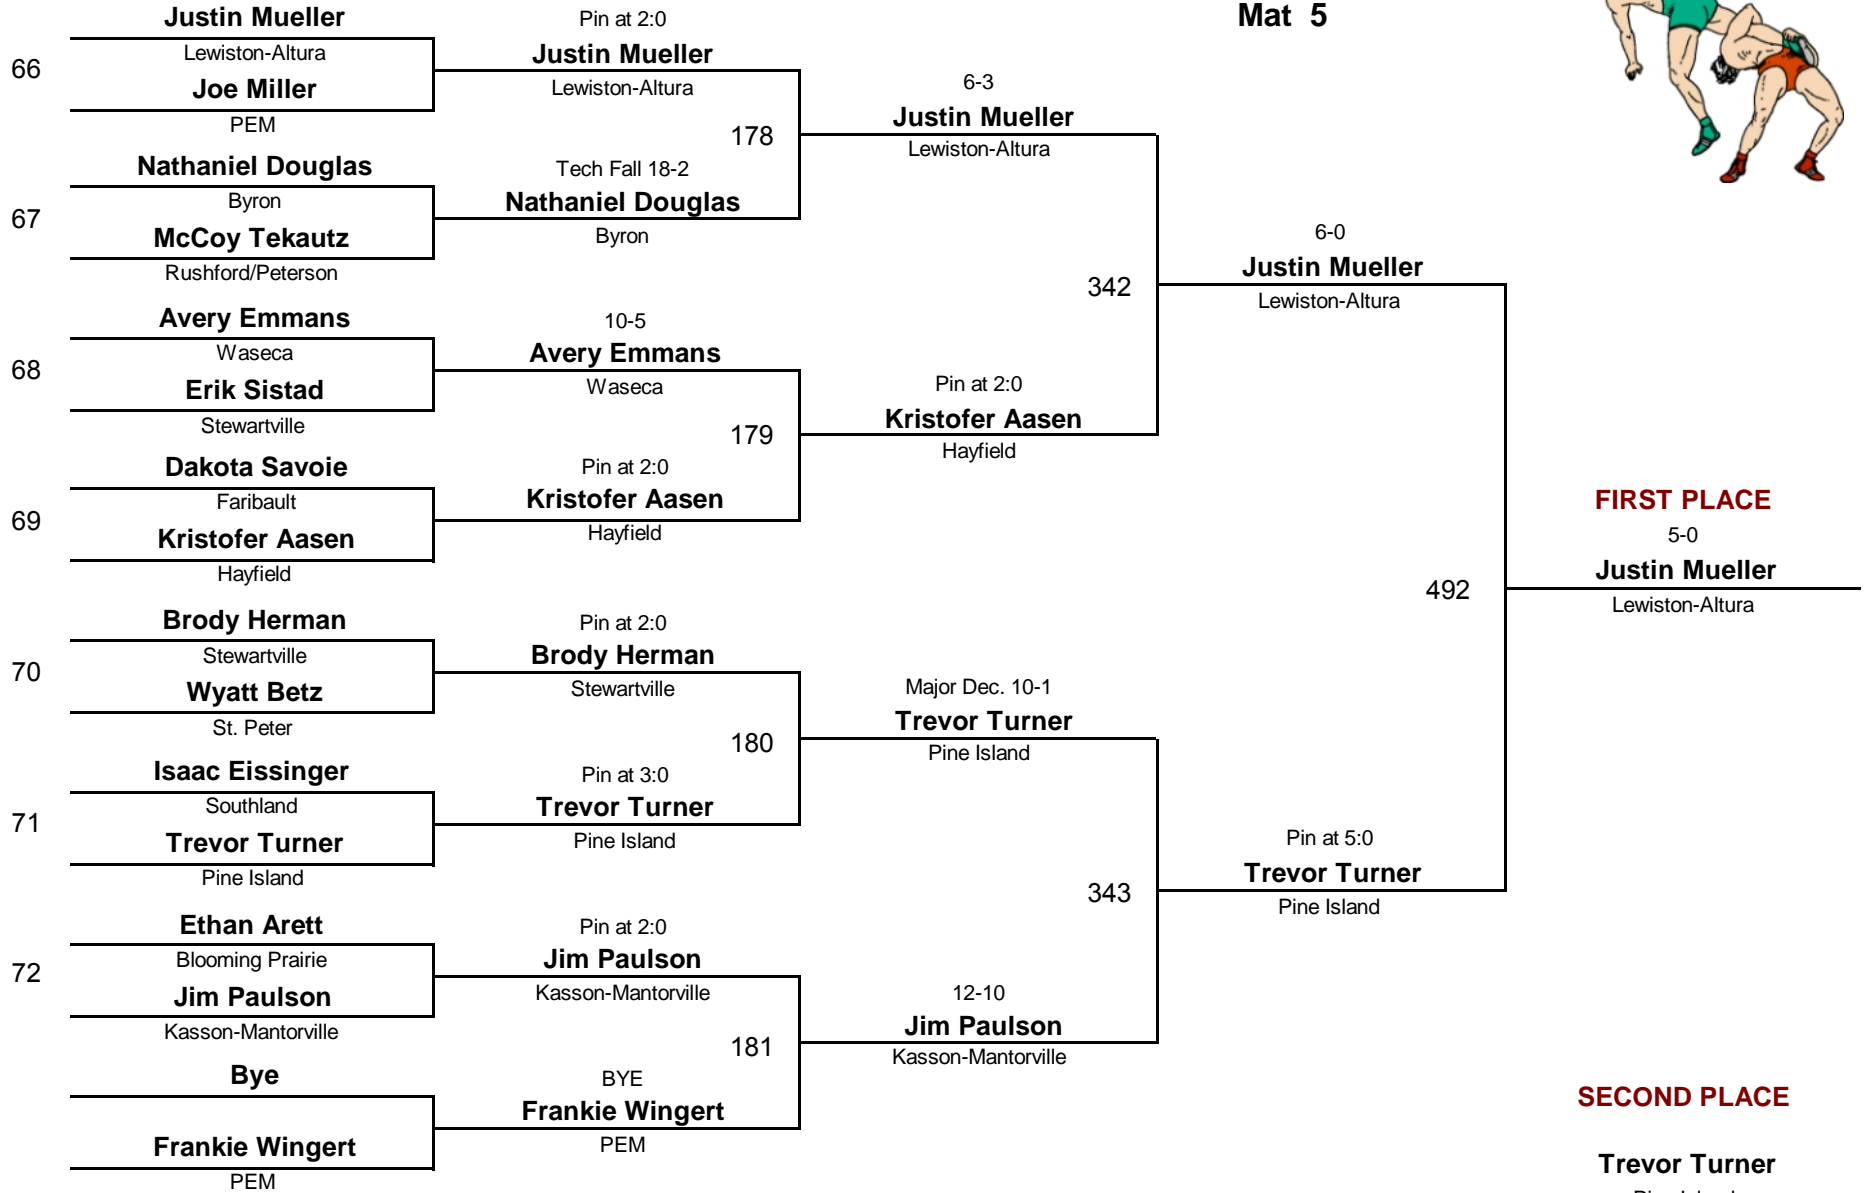 Mat 5
66
Justin Mueller
Lewiston-Altura
Joe Miller
PEM
67
Nathaniel Douglas
Byron
McCoy Tekautz
Rushford/Peterson
68
Avery Emmans
Waseca
Erik Sistad
Stewartville
69
Dakota Savoie
Faribault
Kristofer Aasen
Hayfield
70
Brody Herman
Stewartville
Wyatt Betz
St. Peter
71
Isaac Eissinger
Southland
Trevor Turner
Pine Island
72
Ethan Arett
Blooming Prairie
Jim Paulson
Kasson-Mantorville
Bye
Frankie Wingert
PEM
Pin at 2:0
Justin Mueller
Lewiston-Altura
178
Tech Fall 18-2
Nathaniel Douglas
Byron
10-5
Avery Emmans
Waseca
179
Pin at 2:0
Kristofer Aasen
Hayfield
Pin at 2:0
Brody Herman
Stewartville
180
Pin at 3:0
Trevor Turner
Pine Island
Pin at 2:0
Jim Paulson
Kasson-Mantorville
181
BYE
Frankie Wingert
PEM
6-3
Justin Mueller
Lewiston-Altura
342
Pin at 2:0
Kristofer Aasen
Hayfield
Major Dec. 10-1
Trevor Turner
Pine Island
343
12-10
Jim Paulson
Kasson-Mantorville
6-0
Justin Mueller
Lewiston-Altura
492
Pin at 5:0
Trevor Turner
Pine Island
FIRST PLACE
5-0
Justin Mueller
Lewiston-Altura
SECOND PLACE
Trevor Turner